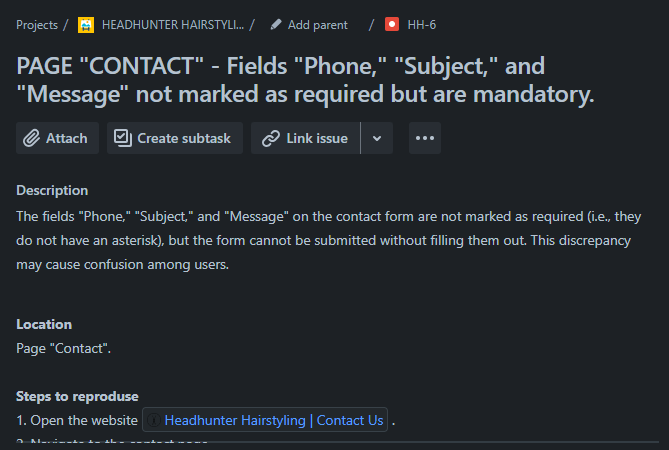 Projects / HEADHUNTER HAIRSTYLI... / Add parent / HH-6
PAGE "CONTACT" - Fields "Phone," "Subject," and
"Message" not marked as required but are mandatory.
Attach Create subtask Link issue
Description
The fields "Phone," "Subject," and "Message" on the contact form are not marked as required (i.e., they
do not have an asterisk), but the form cannot be submitted without filling them out. This discrepancy
may cause confusion among users.
Location
Page "Contact".
Steps to reproduce
1. Open the website Headhunter Hairstyling | Contact Us .
2. Navigate to the contact page